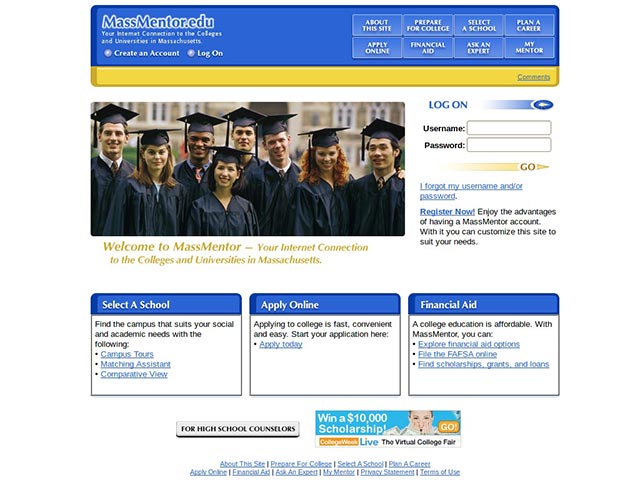 MassMentor.edu
Your Internet Connection to the Colleges
and Universities in Massachusetts.
Create an Account Log On
ABOUT THIS SITE
PREPARE FOR COLLEGE
SELECT A SCHOOL
PLAN A CAREER
APPLY ONLINE
FINANCIAL AID
ASK AN EXPERT
MY MENTOR
Comments
LOG ON
Username:
Password:
GO
I forgot my username and/or
password.
Register Now! Enjoy the advantages
of having a MassMentor account.
With it you can customize this site to
suit your needs.
Welcome to MassMentor — Your Internet Connection
to the Colleges and Universities in Massachusetts.
Select A School
Find the campus that suits your social
and academic needs with the
following:
• Campus Tours
• Matching Assistant
• Comparative View
Apply Online
Applying to college is fast, convenient
and easy. Start your application here:
• Apply today
Financial Aid
A college education is affordable. With
MassMentor, you can:
• Explore financial aid options
• File the FAFSA online
• Find scholarships, grants, and loans
FOR HIGH SCHOOL COUNSELORS
Win a $10,000
Scholarship!
GO!
CollegeWeekLive The Virtual College Fair
About This Site | Prepare For College | Select A School | Plan A Career
Apply Online | Financial Aid | Ask An Expert | My Mentor | Privacy Statement | Terms of Use